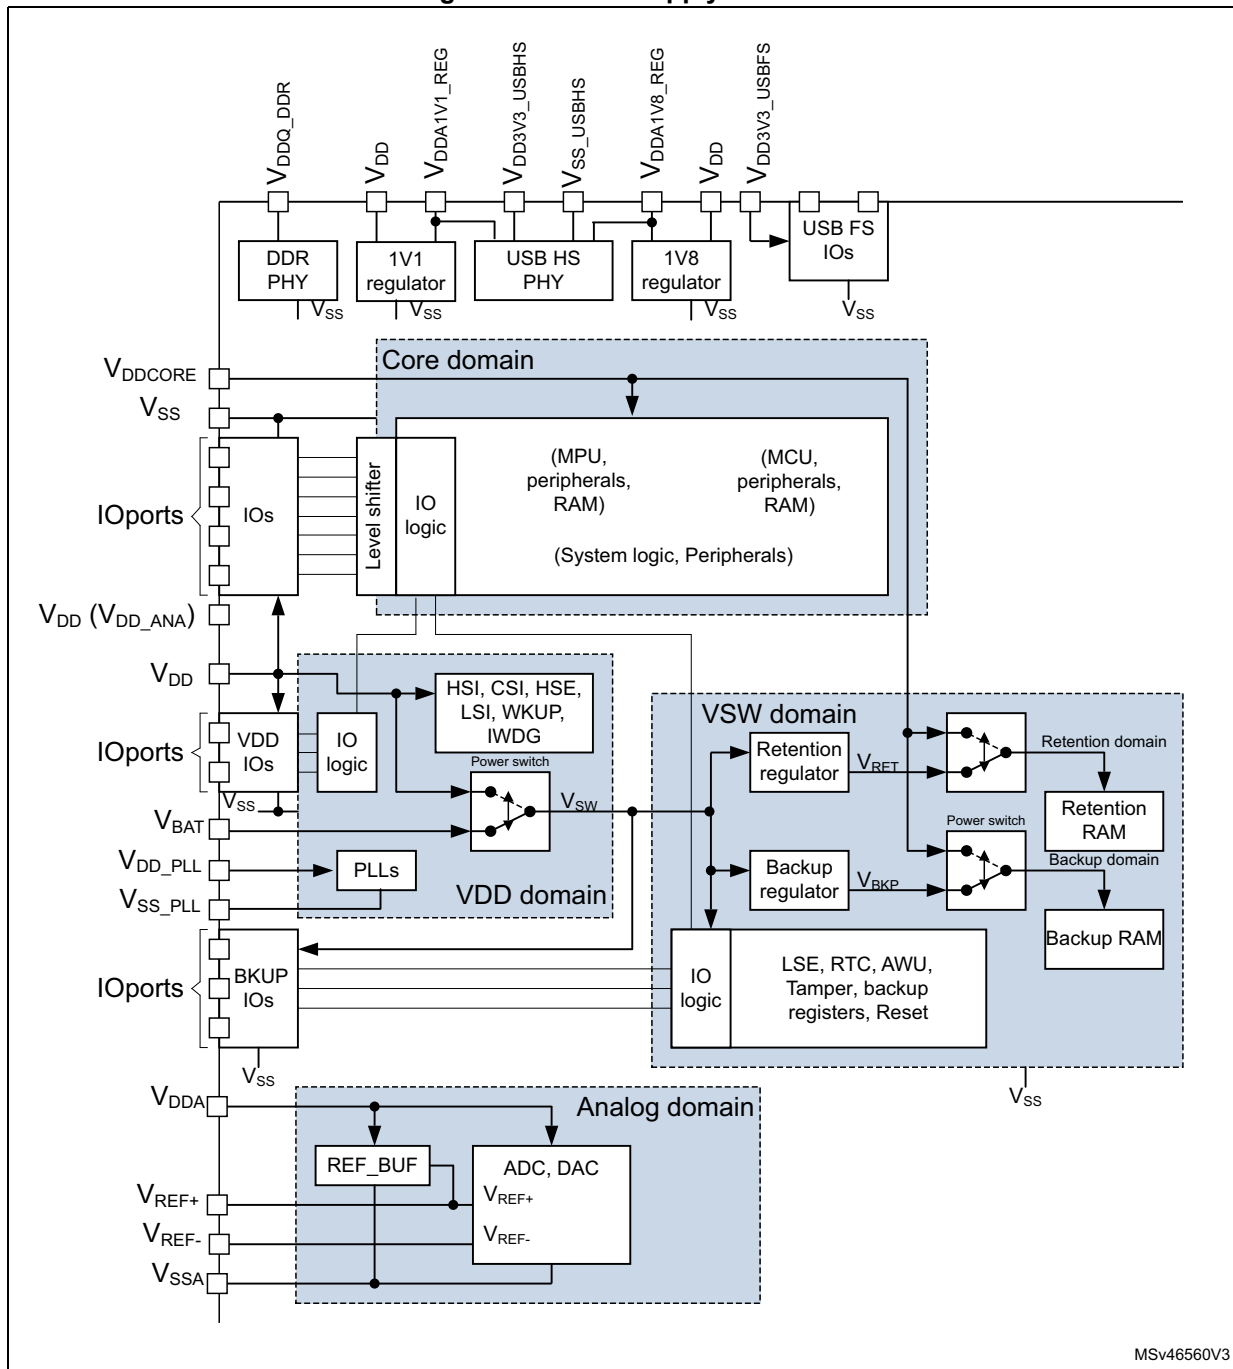 VDDQ_DDR
VDD
VDDA1V1_REG
VDD3V3_USBHS
VSS_USBHS
VDDA1V8_REG
VDD
VDD3V3_USBFS
DDR
PHY
VSS
1V1
regulator
VSS
USB HS
PHY
1V8
regulator
VSS
USB FS
IOs
VSS
Core domain
VDDCORE
VSS
IOports
IOs
Level shifter
IO
logic
(MPU,
peripherals,
RAM)
(MCU,
peripherals,
RAM)
(System logic, Peripherals)
VDD (VDD_ANA)
VDD
IOports
VDD
IOs
IO
logic
VSS
HSI, CSI, HSE,
LSI, WKUP,
IWDG
Power switch
VSW
VBAT
VDD_PLL
VSS_PLL
PLLs
VDD domain
VSW domain
Retention
regulator
VRET
Retention domain
Retention
RAM
Power switch
Backup
regulator
VBKP
Backup domain
Backup RAM
IOports
BKUP
IOs
VSS
IO
logic
LSE, RTC, AWU,
Tamper, backup
registers, Reset
VSS
Analog domain
VDDA
REF_BUF
ADC, DAC
VREF+
VREF-
VREF+
VREF-
VSSA
MSv46560V3